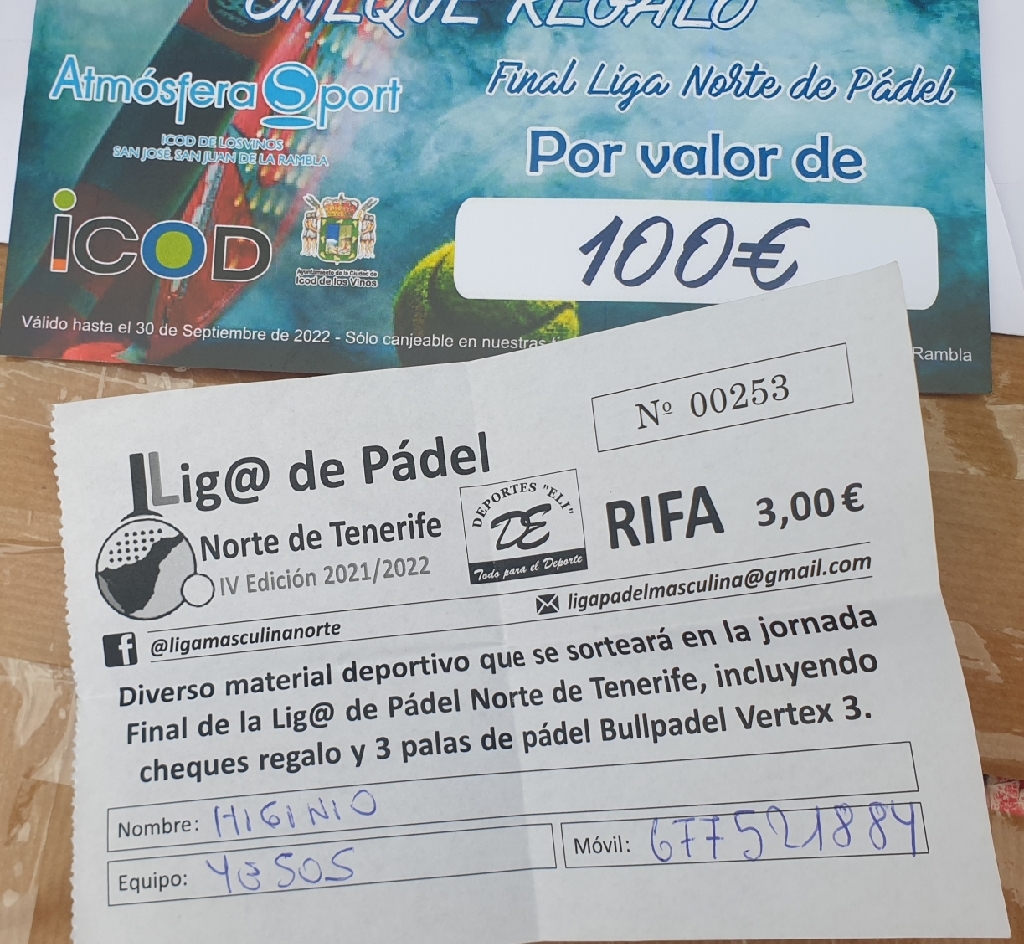 CHEQUE REGALO
Atmósfera Sport
ICOD DE LOS VINOS
SAN JOSÉ, SAN JUAN DE LA RAMBLA
Final Liga Norte de Pádel
Por valor de
100€
icod
Ayuntamiento de la Ciudad de
Icod de los Vinos
Válido hasta el 30 de Septiembre de 2022 - Sólo canjeable en nuestras
Rambla
Nº 00253
Lig@ de Pádel
Norte de Tenerife
IV Edición 2021/2022
DEPORTES "ELI"
DE
Todo para el Deporte
RIFA 3,00 €
@ligamasculinanorte
ligapadelmasculina@gmail.com
Diverso material deportivo que se sorteará en la jornada
Final de la Lig@ de Pádel Norte de Tenerife, incluyendo
cheques regalo y 3 palas de pádel Bullpadel Vertex 3.
Nombre: HIGINIO
Equipo: YESOS
Móvil: 677521884